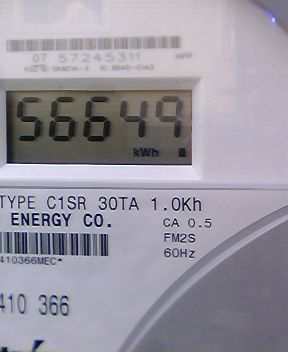 07 57245311 MPP
56649
kWh
TYPE C1SR 30TA 1.0Kh
ENERGY CO. CA 0.5
FM2S
410366MEC* 60Hz
410 366